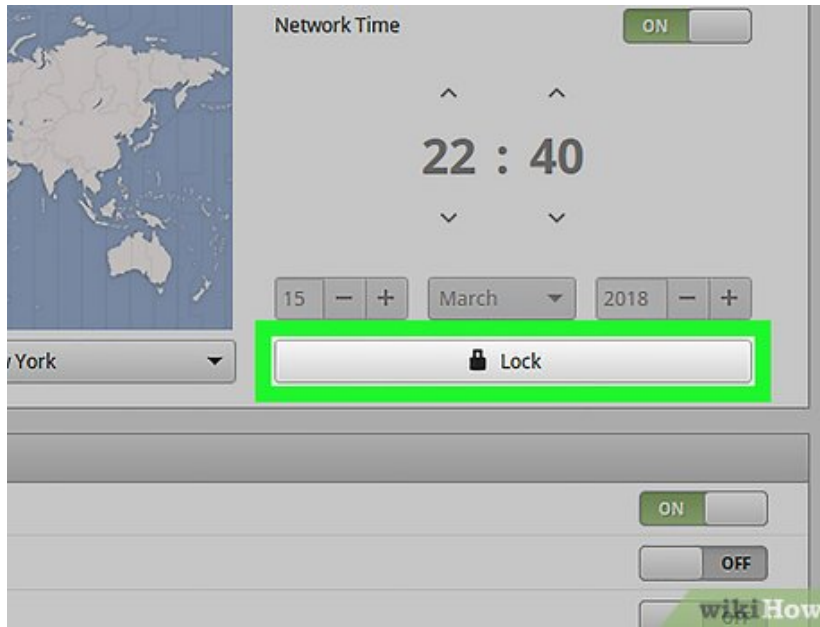 Network Time ON
22 : 40
15 − + March 2018 − +
v York Lock
ON
OFF
wikiHow